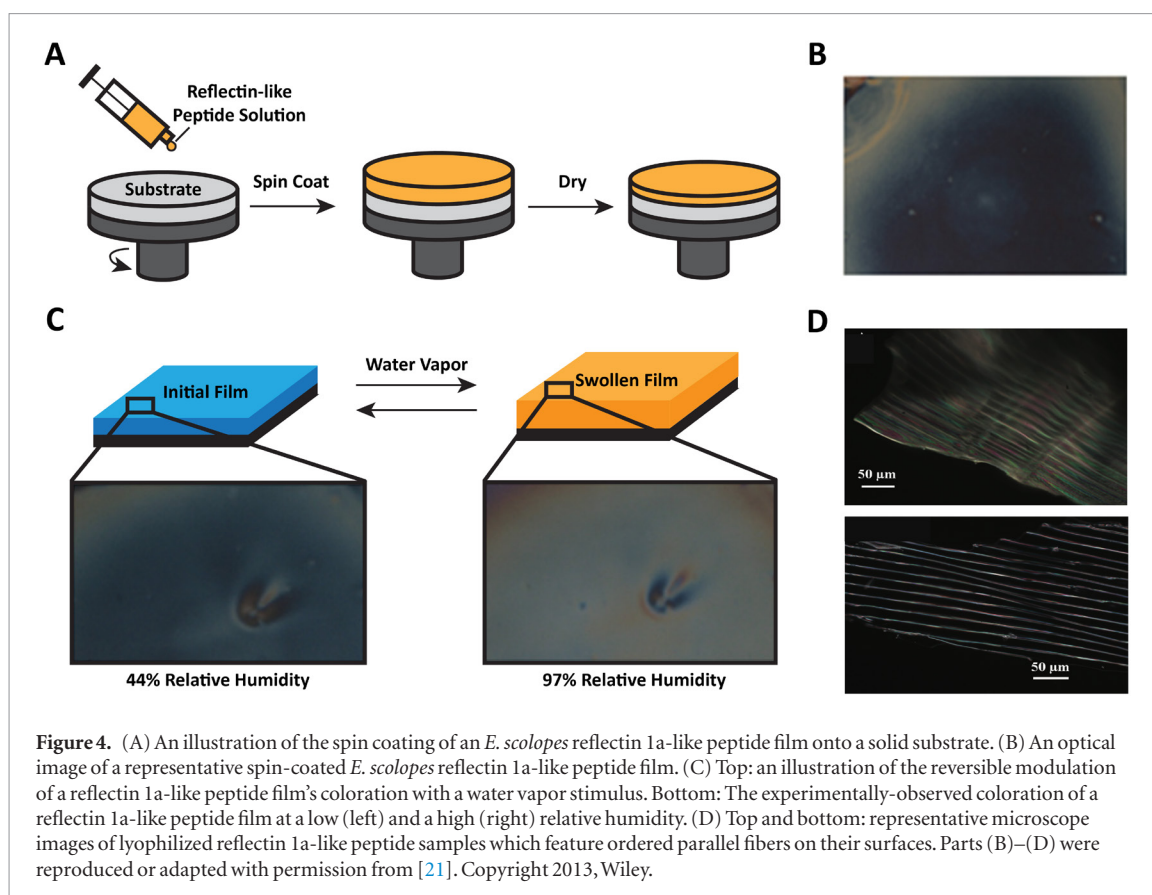 A
B
Reflectin-like
Peptide Solution
Substrate
Spin Coat
Dry
C
D
Water Vapor
Initial Film
Swollen Film
50 µm
50 µm
44% Relative Humidity
97% Relative Humidity
Figure 4. (A) An illustration of the spin coating of an E. scolopes reflectin 1a-like peptide film onto a solid substrate. (B) An optical
image of a representative spin-coated E. scolopes reflectin 1a-like peptide film. (C) Top: an illustration of the reversible modulation
of a reflectin 1a-like peptide film's coloration with a water vapor stimulus. Bottom: The experimentally-observed coloration of a
reflectin 1a-like peptide film at a low (left) and a high (right) relative humidity. (D) Top and bottom: representative microscope
images of lyophilized reflectin 1a-like peptide samples which feature ordered parallel fibers on their surfaces. Parts (B)–(D) were
reproduced or adapted with permission from [21]. Copyright 2013, Wiley.